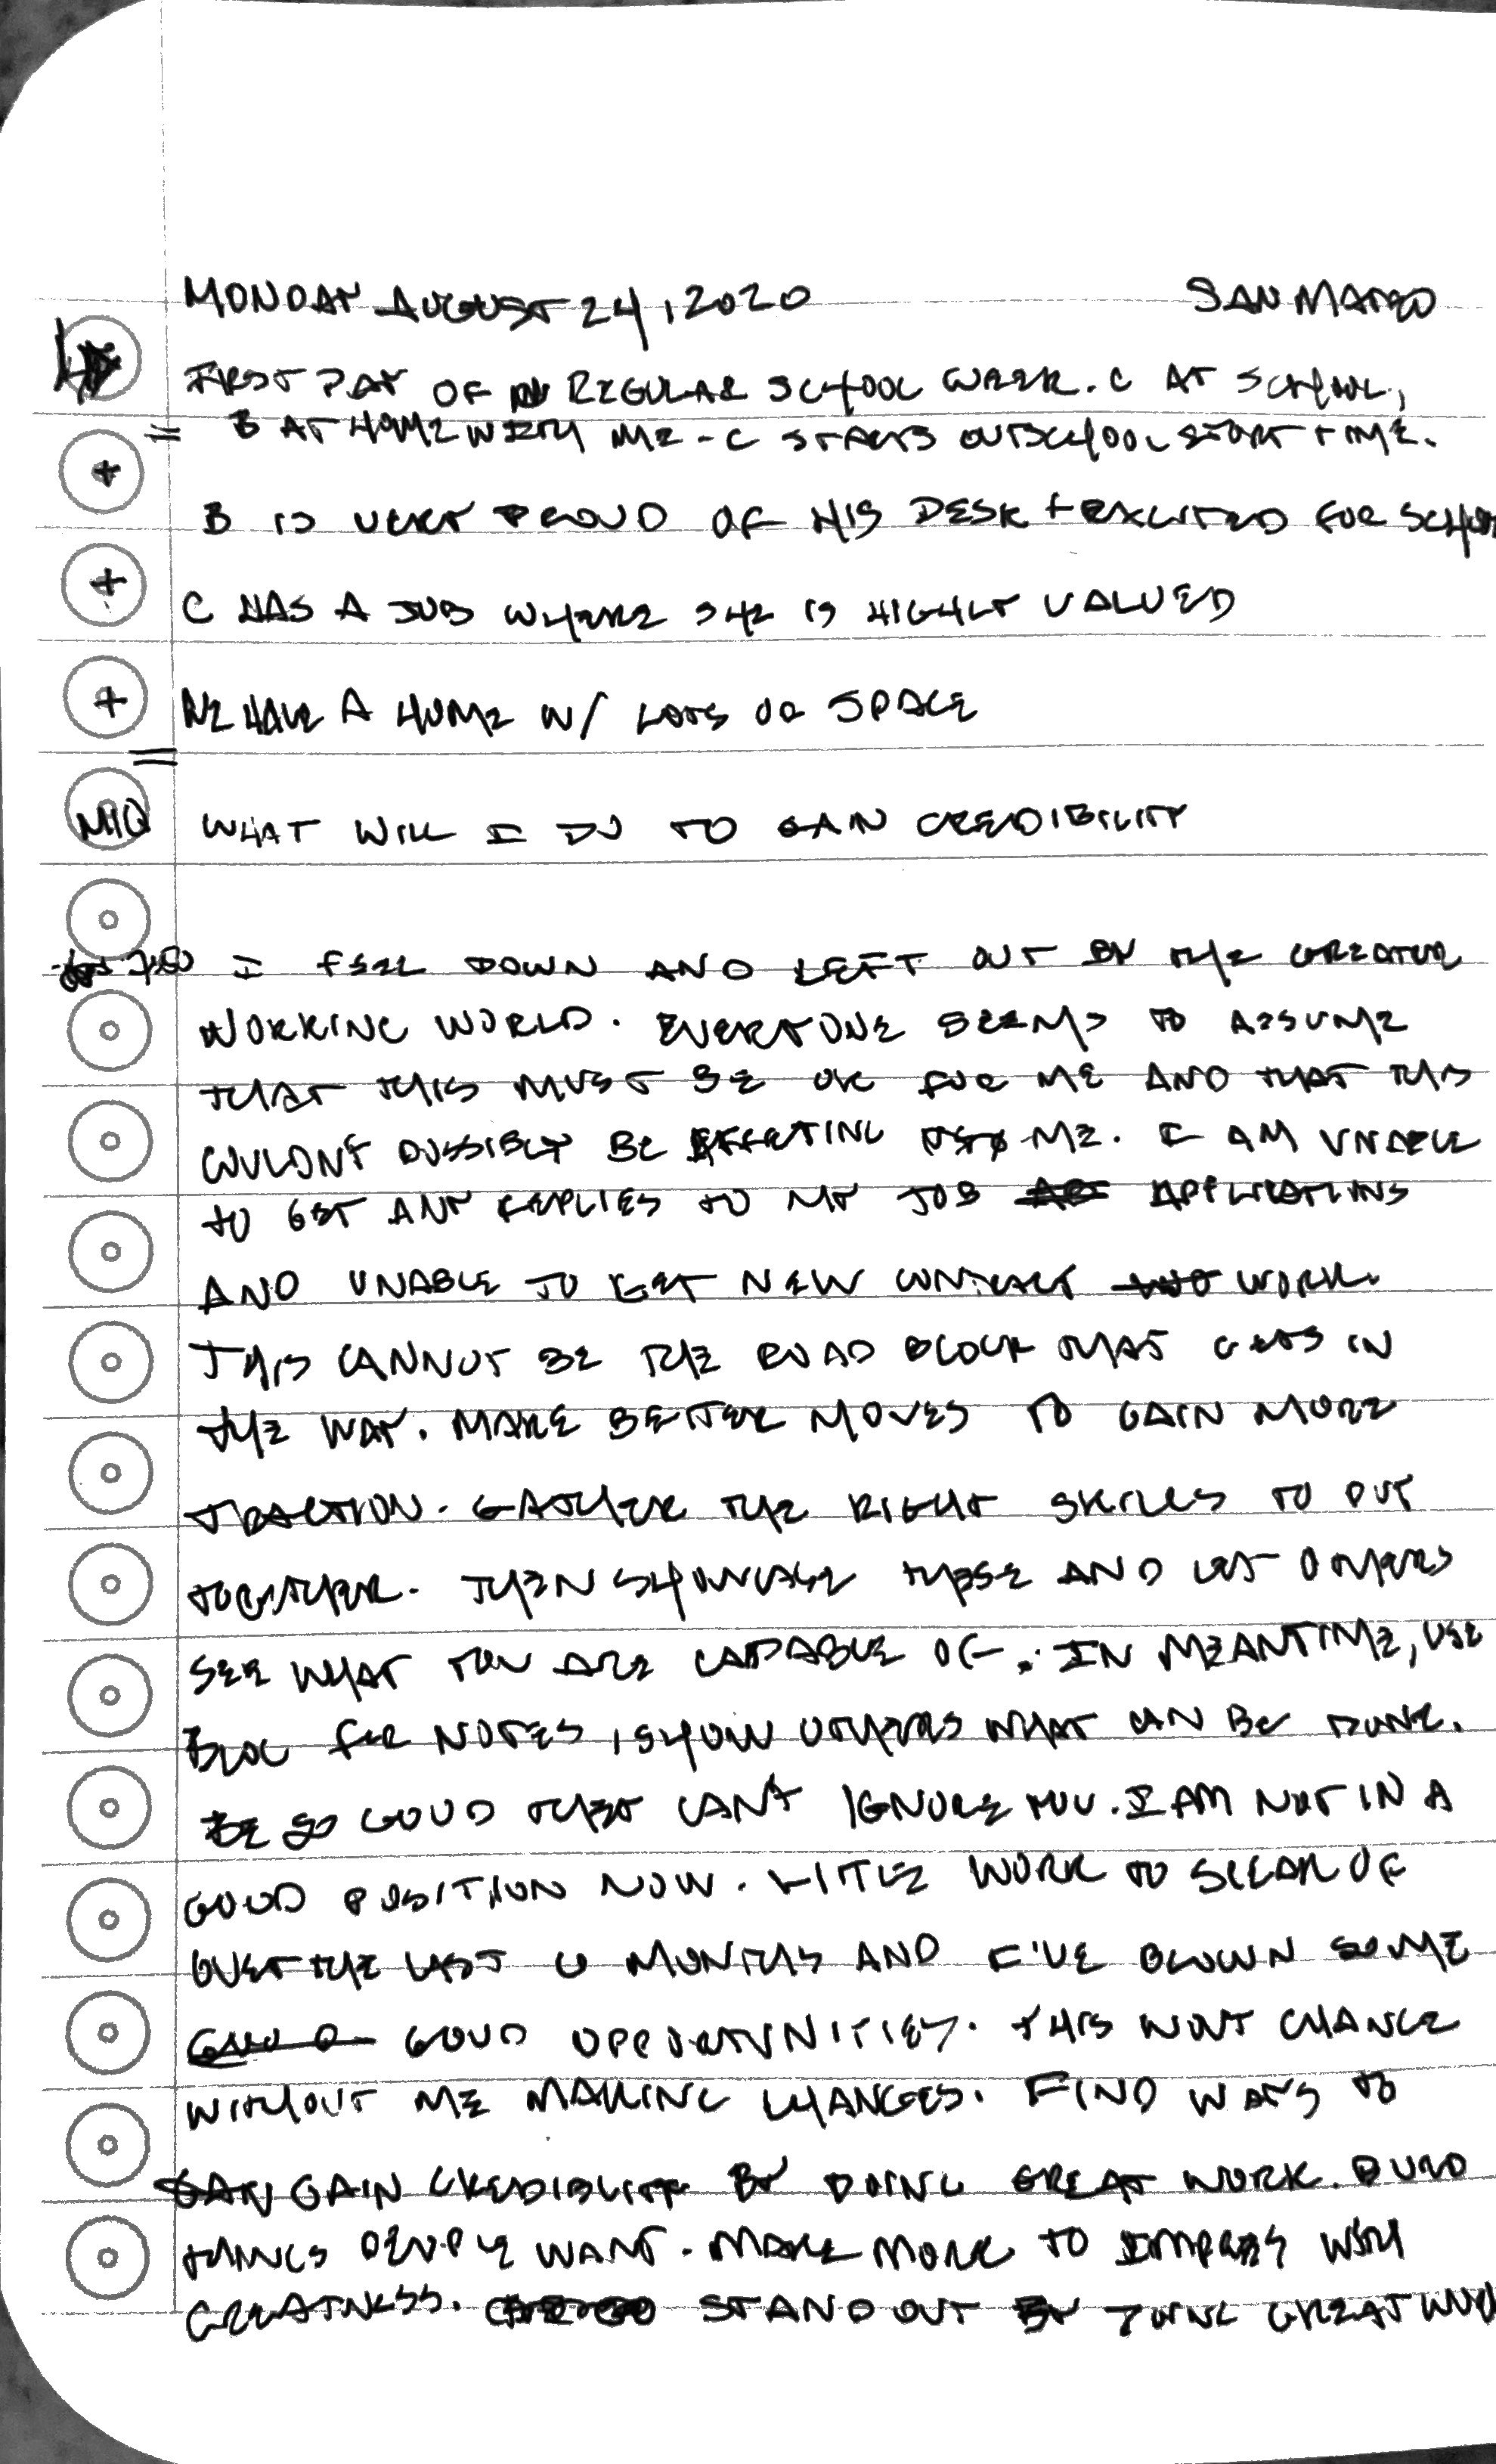 MONDAY AUGUST 24, 2020 SAN MATEO
FIRST DAY OF REGULAR SCHOOL WEEK. C AT SCHOOL,
= B AT HOME WITH ME - C STARTS OUTSCHOOL START TIME.
+ B IS VERY PROUD OF HIS DESK + EXCITED FOR SCHOOL
+ C HAS A JOB WHERE SHE IS HIGHLY VALUED
+ WE HAVE A HOME W/ LOTS OF SPACE
=
MIQ WHAT WILL I DO TO GAIN CREDIBILITY
I FEEL DOWN AND LEFT OUT BY THE GREATER
WORKING WORLD. EVERYONE SEEMS TO ASSUME
THAT THIS MUST BE OK FOR ME AND THAT THIS
COULDN'T POSSIBLY BE EFFECTING ME. I AM UNABLE
TO GET ANY REPLIES TO MY JOB APPLICATIONS
AND UNABLE TO GET NEW CONTRACT WORK.
THIS CANNOT BE THE ROAD BLOCK THAT GETS IN
THE WAY. MAKE BETTER MOVES TO GAIN MORE
TRACTION. GATHER THE RIGHT SKILLS TO PUT
TOGETHER. THEN SHOWCASE THESE AND LET OTHERS
SEE WHAT YOU ARE CAPABLE OF. IN MEANTIME, USE
BLOG FOR NOTES, SHOW OTHERS WHAT CAN BE DONE.
BE SO GOOD THEY CAN'T IGNORE YOU. I AM NOT IN A
GOOD POSITION NOW. LITTLE WORK TO SPEAK OF
OVER THE LAST 6 MONTHS AND I'VE BLOWN SOME
GOOD OPPORTUNITIES. THIS WONT CHANGE
WITHOUT ME MAKING CHANGES. FIND WAYS TO
GAIN CREDIBLITY BY DOING GREAT WORK. BUILD
THINGS PEOPLE WANT. MAKE MORE TO IMPRESS WITH
GREATNESS. STAND OUT BY DOING GREAT WORK